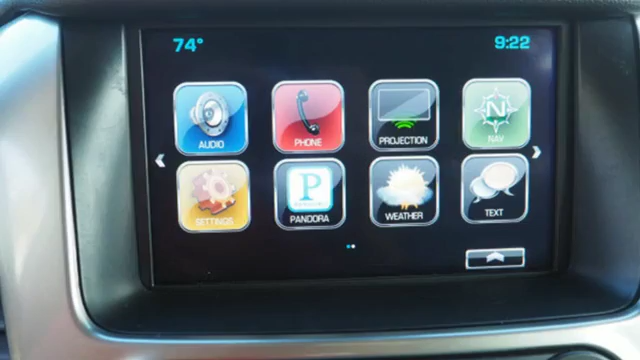 74° 9:22
AUDIO PHONE PROJECTION NAV
N
SETTINGS PANDORA WEATHER TEXT
P